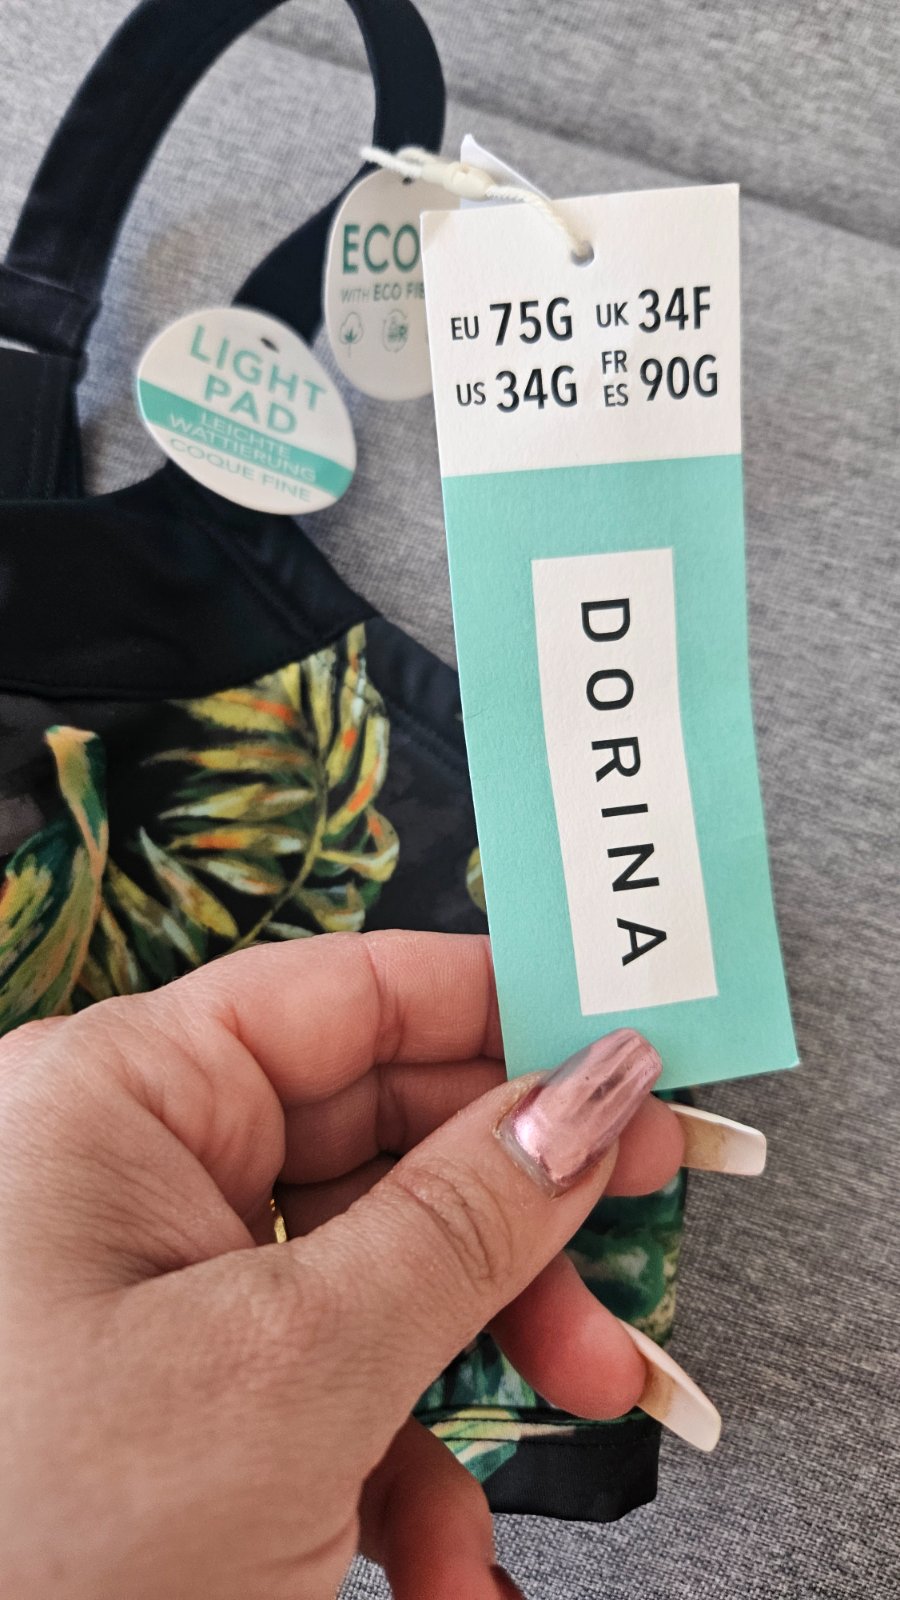 ECO
WITH ECO
LIGHT
PAD
LEICHTE
WATTIERUNG
COQUE FINE
EU 75G UK 34F
US 34G FR ES 90G
DORINA